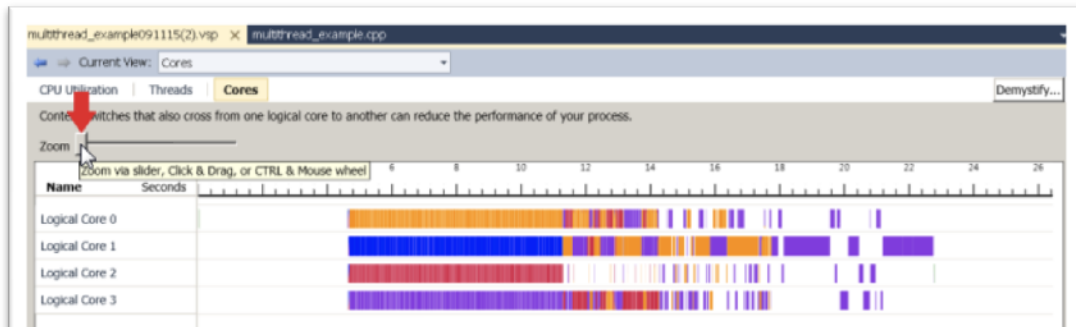 multithread_example091115(2).vsp × multithread_example.cpp
Current View: Cores
CPU Utilization Threads Cores Demystify...
Context switches that also cross from one logical core to another can reduce the performance of your process.
Zoom
Zoom via slider, Click & Drag, or CTRL & Mouse wheel
6 10 12 14 16 18 20 22 24 26
Name Seconds
Logical Core 0
Logical Core 1
Logical Core 2
Logical Core 3